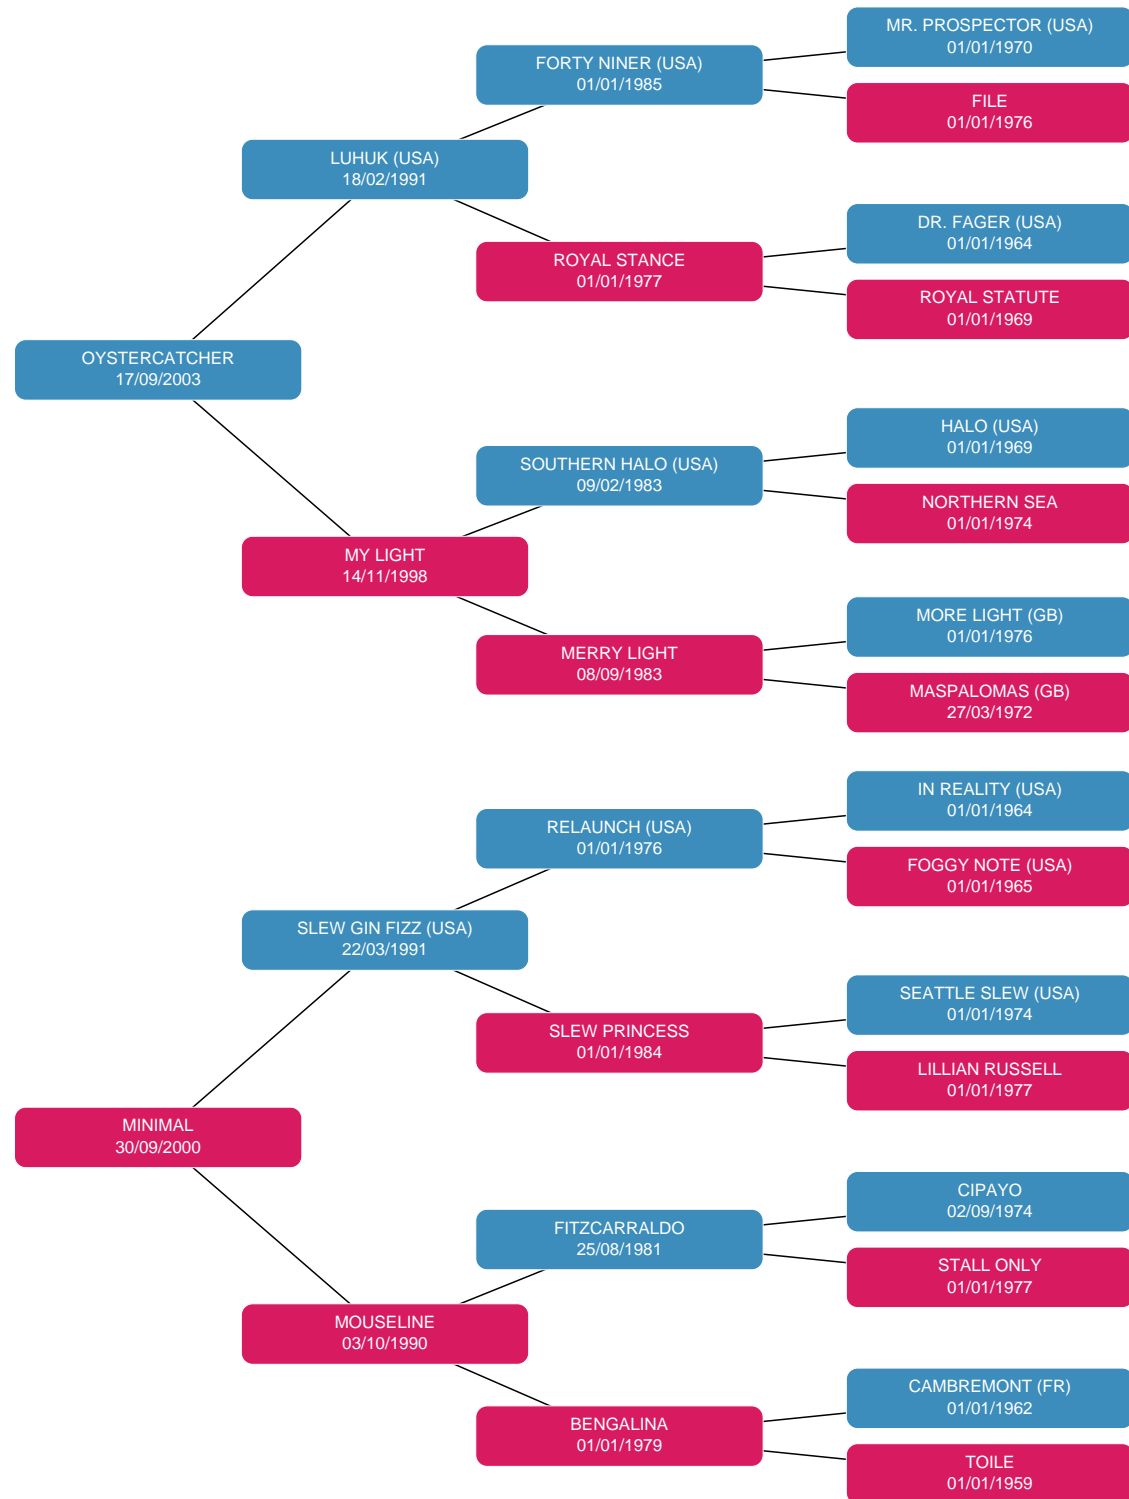 MR. PROSPECTOR (USA)
01/01/1970
FORTY NINER (USA)
01/01/1985
FILE
01/01/1976
LUHUK (USA)
18/02/1991
DR. FAGER (USA)
01/01/1964
ROYAL STANCE
01/01/1977
ROYAL STATUTE
01/01/1969
OYSTERCATCHER
17/09/2003
HALO (USA)
01/01/1969
SOUTHERN HALO (USA)
09/02/1983
NORTHERN SEA
01/01/1974
MY LIGHT
14/11/1998
MORE LIGHT (GB)
01/01/1976
MERRY LIGHT
08/09/1983
MASPALOMAS (GB)
27/03/1972
IN REALITY (USA)
01/01/1964
RELAUNCH (USA)
01/01/1976
FOGGY NOTE (USA)
01/01/1965
SLEW GIN FIZZ (USA)
22/03/1991
SEATTLE SLEW (USA)
01/01/1974
SLEW PRINCESS
01/01/1984
LILLIAN RUSSELL
01/01/1977
MINIMAL
30/09/2000
CIPAYO
02/09/1974
FITZCARRALDO
25/08/1981
STALL ONLY
01/01/1977
MOUSELINE
03/10/1990
CAMBREMONT (FR)
01/01/1962
BENGALINA
01/01/1979
TOILE
01/01/1959